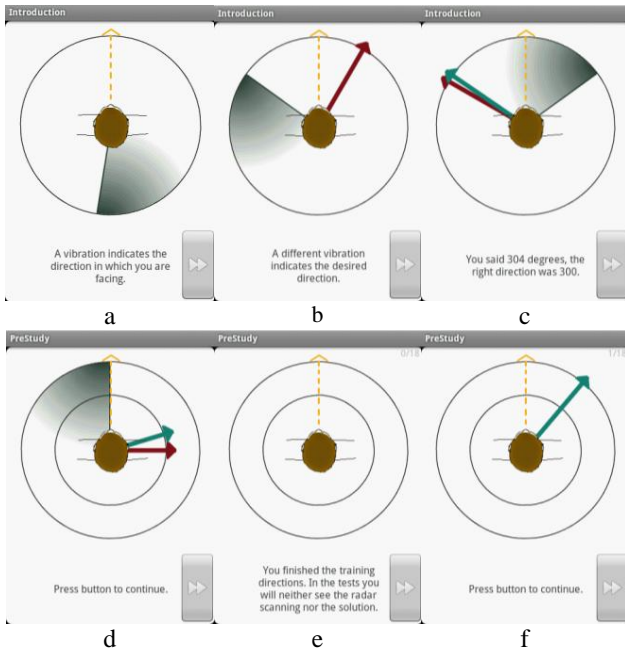 Introduction
Introduction
Introduction
A vibration indicates the
direction in which you are
facing.
A different vibration
indicates the desired
direction.
You said 304 degrees, the
right direction was 300.
a
b
c
PreStudy
PreStudy
0/18
PreStudy
1/18
Press button to continue.
You finished the training
directions. In the tests you
will neither see the radar
scanning nor the solution.
Press button to continue.
d
e
f